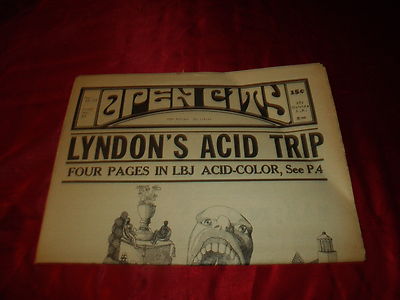 OPEN CITY
15¢
LYNDON'S ACID TRIP
FOUR PAGES IN LBJ ACID-COLOR, See P.4